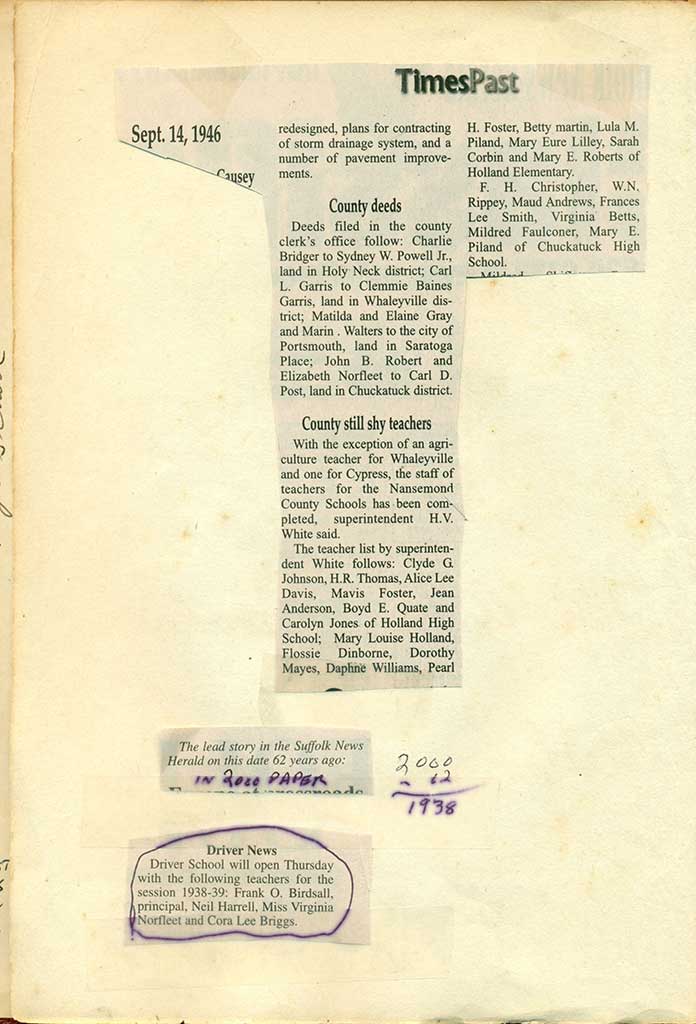 TimesPast
Sept. 14, 1946
Causey
redesigned, plans for contracting
of storm drainage system, and a
number of pavement improve-
ments.
County deeds
Deeds filed in the county
clerk's office follow: Charlie
Bridger to Sydney W. Powell Jr.,
land in Holy Neck district; Carl
L. Garris to Clemmie Baines
Garris, land in Whaleyville dis-
trict; Matilda and Elaine Gray
and Marin . Walters to the city of
Portsmouth, land in Saratoga
Place; John B. Robert and
Elizabeth Norfleet to Carl D.
Post, land in Chuckatuck district.
County still shy teachers
With the exception of an agri-
culture teacher for Whaleyville
and one for Cypress, the staff of
teachers for the Nansemond
County Schools has been com-
pleted, superintendent H.V.
White said.
The teacher list by superinten-
dent White follows: Clyde G
Johnson, H.R. Thomas, Alice Lee
Davis, Mavis Foster, Jean
Anderson, Boyd E. Quate and
Carolyn Jones of Holland High
School; Mary Louise Holland,
Flossie Dinborne, Dorothy
Mayes, Daphne Williams, Pearl
H. Foster, Betty martin, Lula M.
Piland, Mary Eure Lilley, Sarah
Corbin and Mary E. Roberts of
Holland Elementary.
F. H. Christopher, W.N.
Rippey, Maud Andrews, Frances
Lee Smith, Virginia Betts,
Mildred Faulconer, Mary E.
Piland of Chuckatuck High
School.
The lead story in the Suffolk News
Herald on this date 62 years ago:
IN 2000 PAPER
2000
- 62
1938
Driver News
Driver School will open Thursday
with the following teachers for the
session 1938-39: Frank O. Birdsall,
principal, Neil Harrell, Miss Virginia
Norfleet and Cora Lee Briggs.